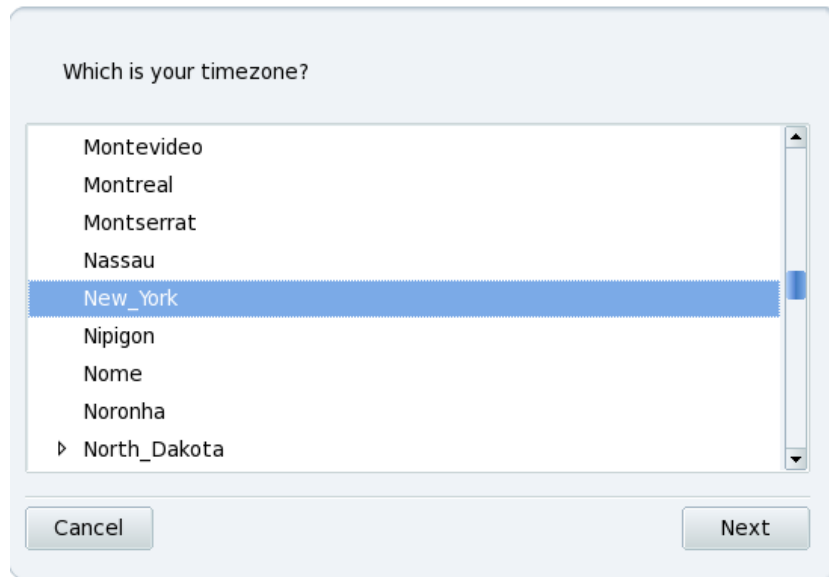 Which is your timezone?
Montevideo
Montreal
Montserrat
Nassau
New_York
Nipigon
Nome
Noronha
North_Dakota
Cancel
Next